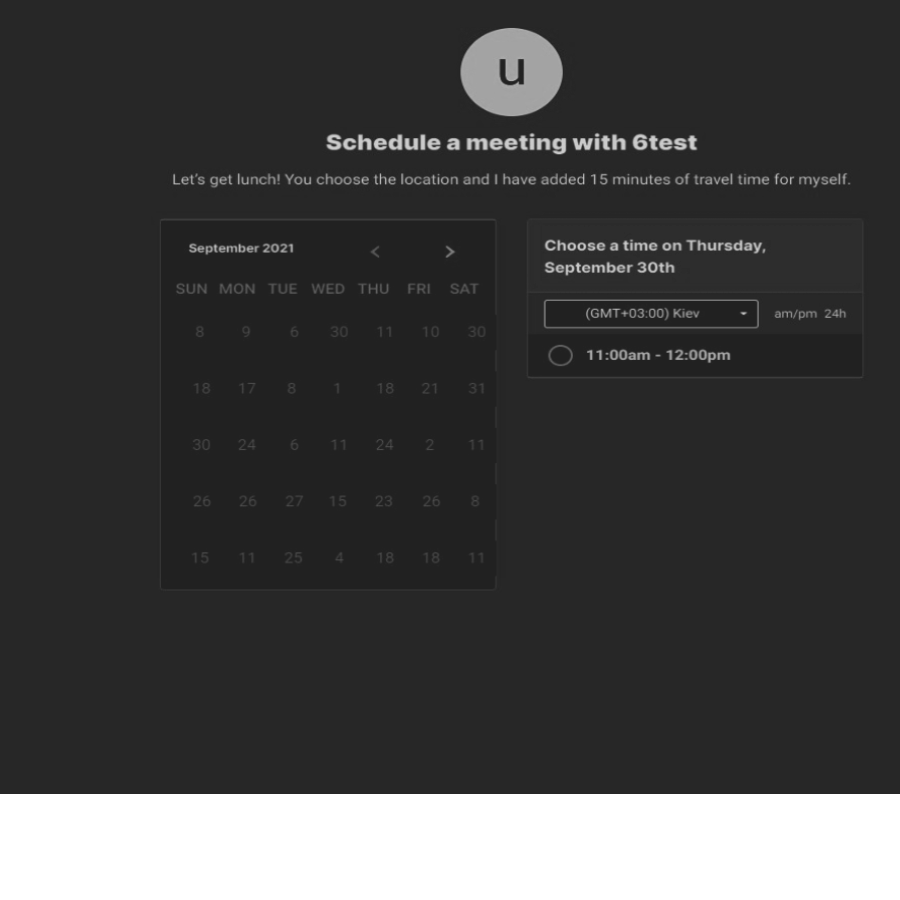 u
Schedule a meeting with 6test
Let's get lunch! You choose the location and I have added 15 minutes of travel time for myself.
September 2021 < >
SUN MON TUE WED THU FRI SAT
8 9 6 30 11 10 30
18 17 8 1 18 21 31
30 24 6 11 24 2 11
26 26 27 15 23 26 8
15 11 25 4 18 18 11
Choose a time on Thursday,
September 30th
(GMT+03:00) Kiev am/pm 24h
11:00am - 12:00pm